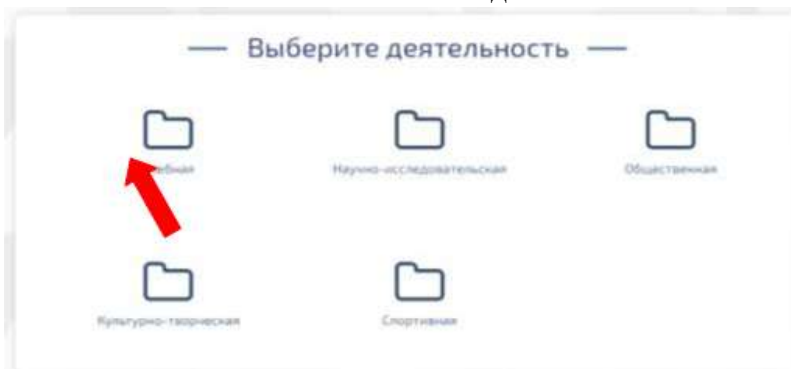 Выберите деятельность
Научно-исследовательская
Общественная
Культурно-творческая
Спортивная